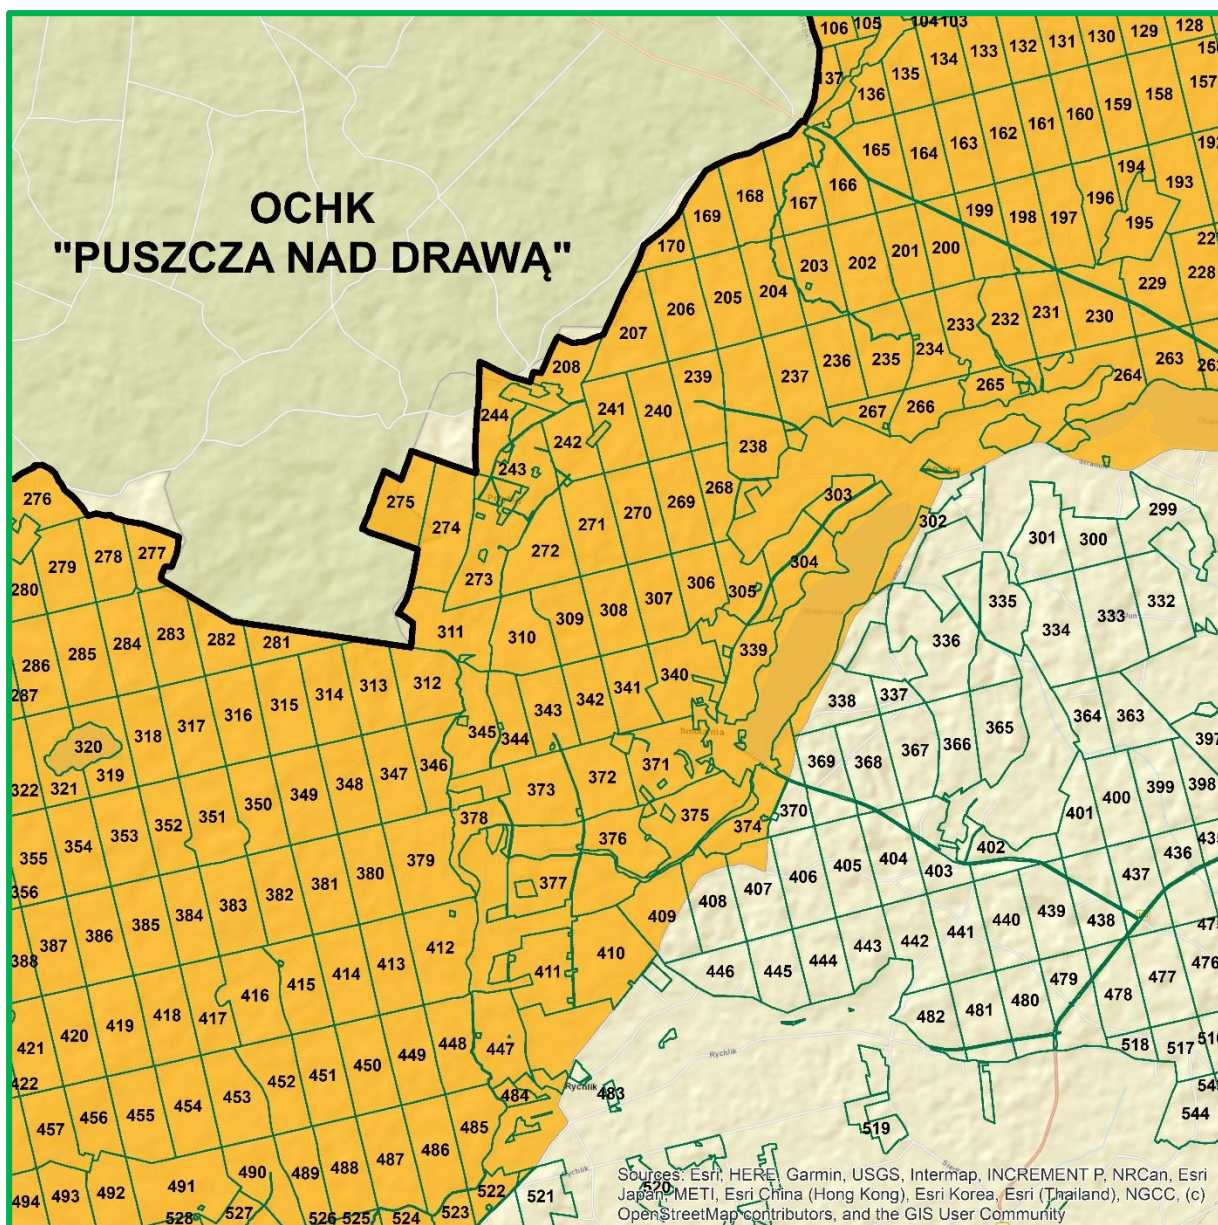 106 105 104 103 128
137 136 135 134 133 132 131 130 129
165 164 163 162 161 160 159 158 157
OCHK
"PUSZCZA NAD DRAWĄ"
170 169 168 167 166 199 198 197 196 194 195 193
207 206 205 204 203 202 201 200 229 228
208 239 237 236 235 234 233 232 231 230 263
244 241 240 267 266 265 264
242 238
276 275 243 268 303 302 301 300 299
274 272 271 270 269
279 278 277 304
280 273 335 332
311 310 309 308 307 306 305 336 334 333
286 285 284 283 282 281 339
287 312 340 338 337
318 317 316 315 314 313 345 344 343 342 341 364 363
320 Smolarnia 365 397
322 321 319 346 373 372 371 369 368 367 366
351 350 349 348 347 401 400 399 398
355 354 353 352 378 376 375 374 370 402
356 379 377 405 404 403 437 436
388 387 386 385 384 383 382 381 380 409 408 407 406
412 411 410 441 440 439 438
416 415 414 413 446 445 444 443 442 476
421 420 419 418 417 482 481 480 479 478 477
422 452 451 450 449 448 447 Rychlik 518 517
457 456 455 454 453 484 Rychlik 483 544
485 519
490 489 488 487 486
494 493 492 491 522 521 Rychlik 520
528 527 526 525 524 523
Sources: Esri, HERE, Garmin, USGS, Intermap, INCREMENT P, NRCan, Esri
Japan, METI, Esri China (Hong Kong), Esri Korea, Esri (Thailand), NGCC, (c)
OpenStreetMap contributors, and the GIS User Community